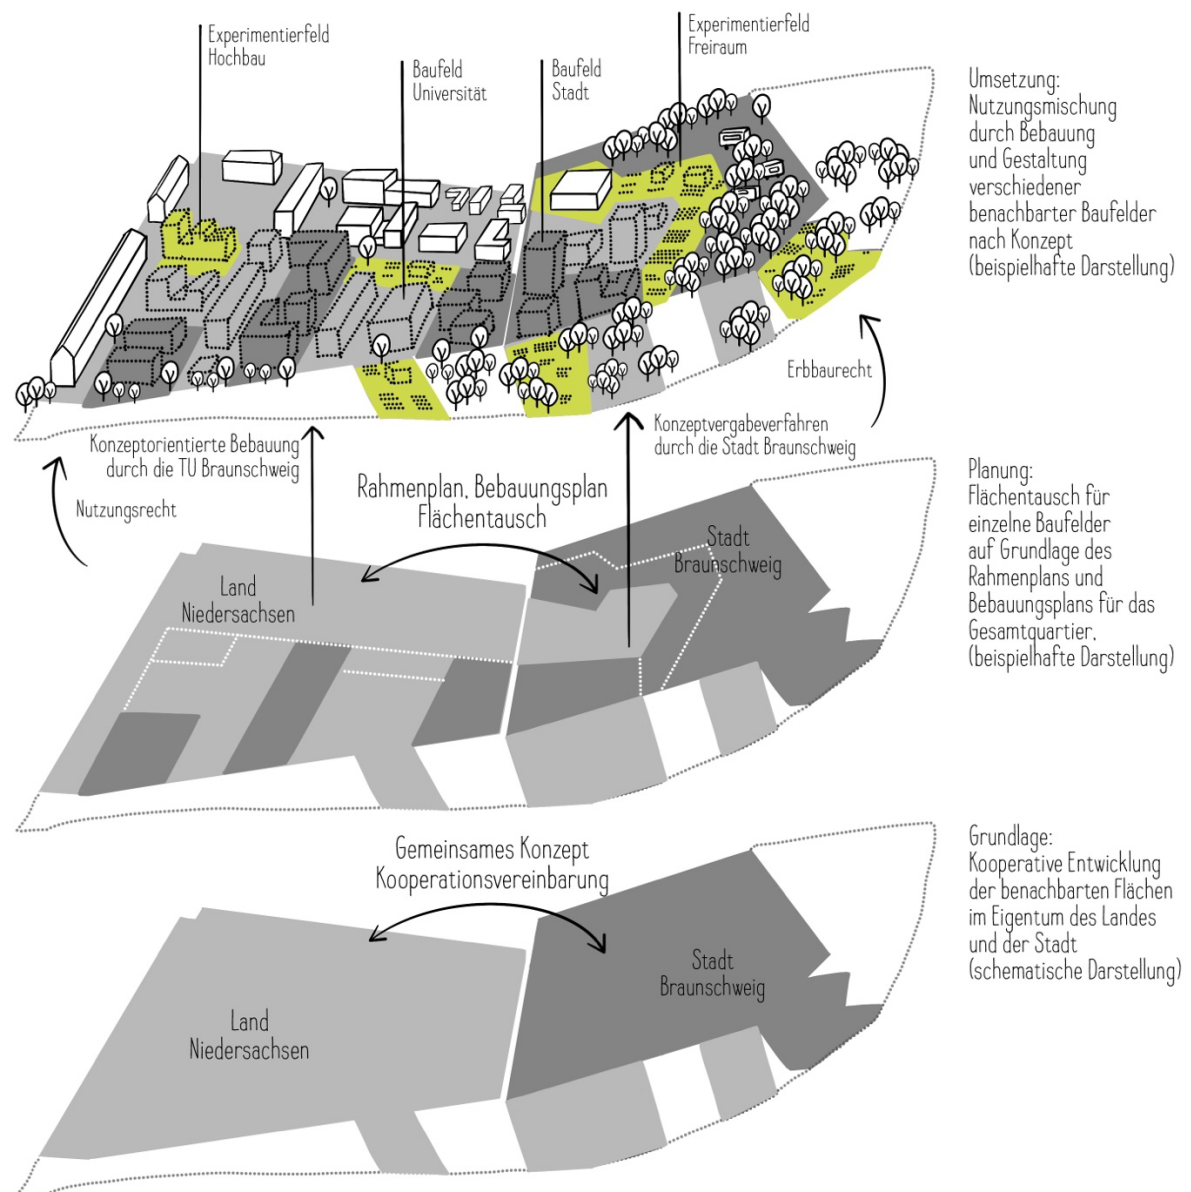 Experimentierfeld
Hochbau
Baufeld
Universität
Baufeld
Stadt
Experimentierfeld
Freiraum
Umsetzung:
Nutzungsmischung
durch Bebauung
und Gestaltung
verschiedener
benachbarter Baufelder
nach Konzept
(beispielhafte Darstellung)
Erbbaurecht
Konzeptorientierte Bebauung
durch die TU Braunschweig
Konzeptvergabeverfahren
durch die Stadt Braunschweig
Nutzungsrecht
Rahmenplan, Bebauungsplan
Flächentausch
Land
Niedersachsen
Stadt
Braunschweig
Planung:
Flächentausch für
einzelne Baufelder
auf Grundlage des
Rahmenplans und
Bebauungsplans für das
Gesamtquartier,
(beispielhafte Darstellung)
Gemeinsames Konzept
Kooperationsvereinbarung
Land
Niedersachsen
Stadt
Braunschweig
Grundlage:
Kooperative Entwicklung
der benachbarten Flächen
im Eigentum des Landes
und der Stadt
(schematische Darstellung)